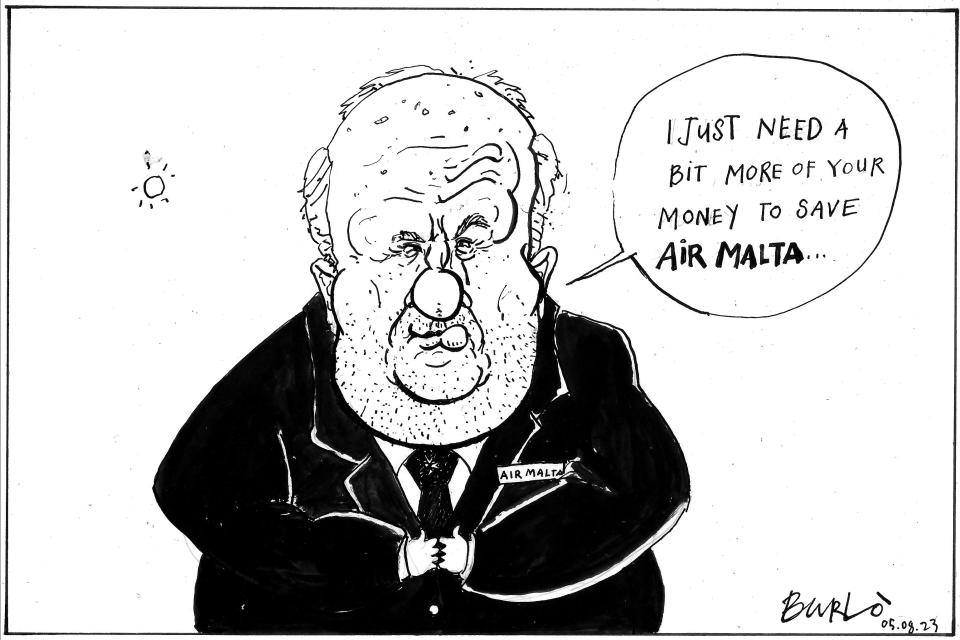 I JUST NEED A
BIT MORE OF YOUR
MONEY TO SAVE
AIR MALTA...
AIR MALTA
BURLÒ
05.08.23